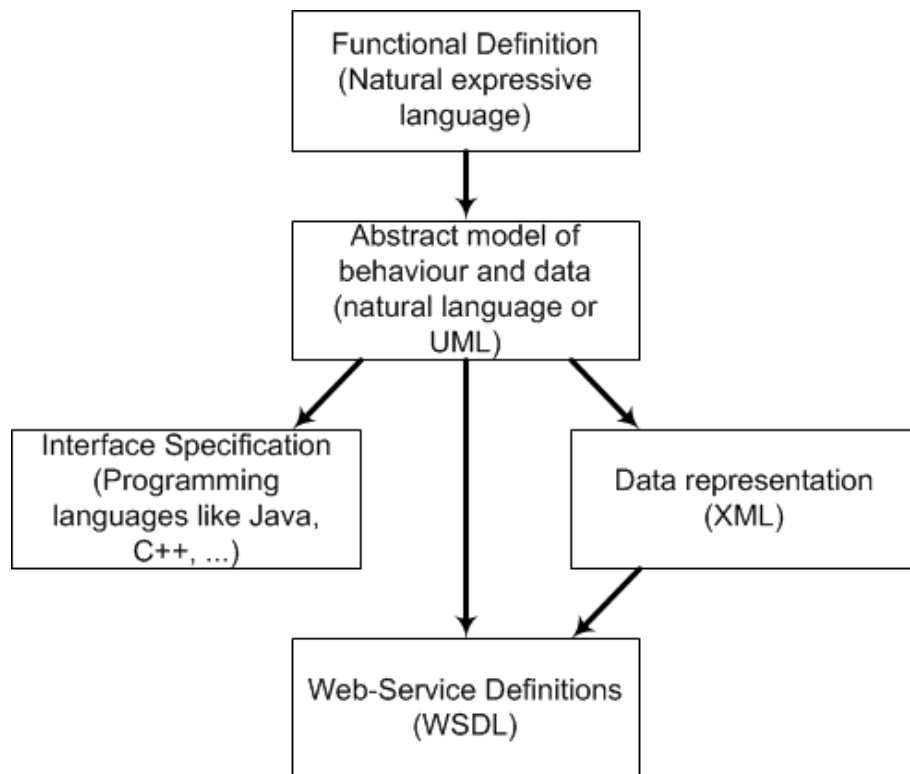 Functional Definition
(Natural expressive
language)
Abstract model of
behaviour and data
(natural language or
UML)
Interface Specification
(Programming
languages like Java,
C++, ...)
Data representation
(XML)
Web-Service Definitions
(WSDL)